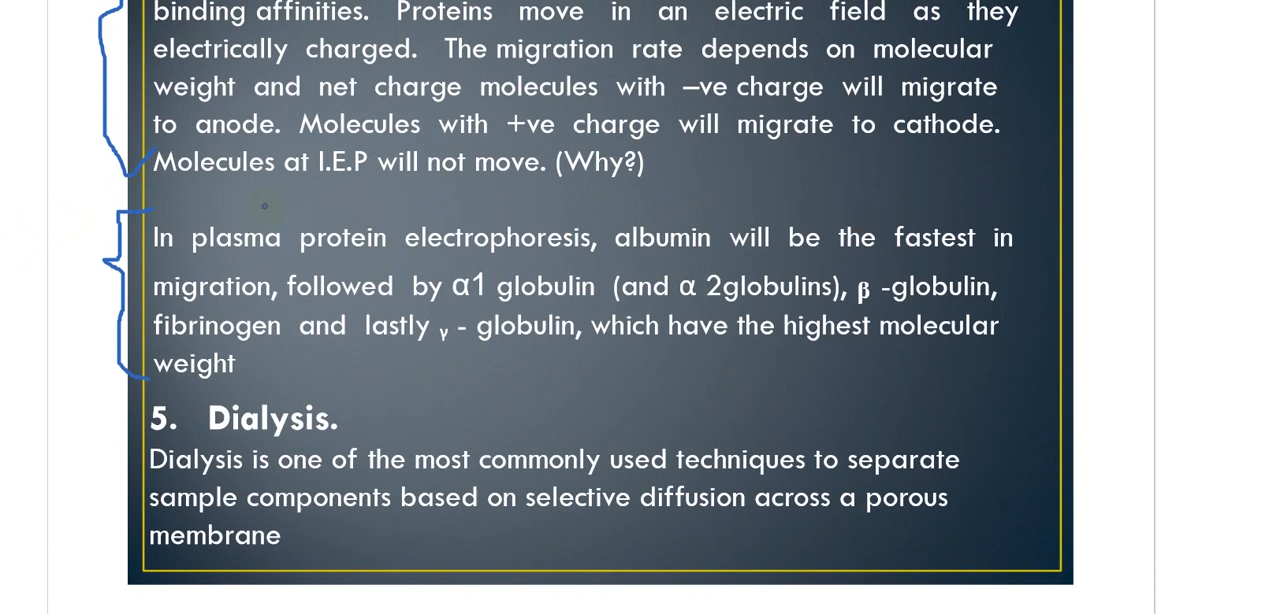 binding affinities. Proteins move in an electric field as they
electrically charged. The migration rate depends on molecular
weight and net charge molecules with –ve charge will migrate
to anode. Molecules with +ve charge will migrate to cathode.
Molecules at I.E.P will not move. (Why?)
In plasma protein electrophoresis, albumin will be the fastest in
migration, followed by α1 globulin (and α 2globulins), β -globulin,
fibrinogen and lastly γ - globulin, which have the highest molecular
weight
5. Dialysis.
Dialysis is one of the most commonly used techniques to separate
sample components based on selective diffusion across a porous
membrane